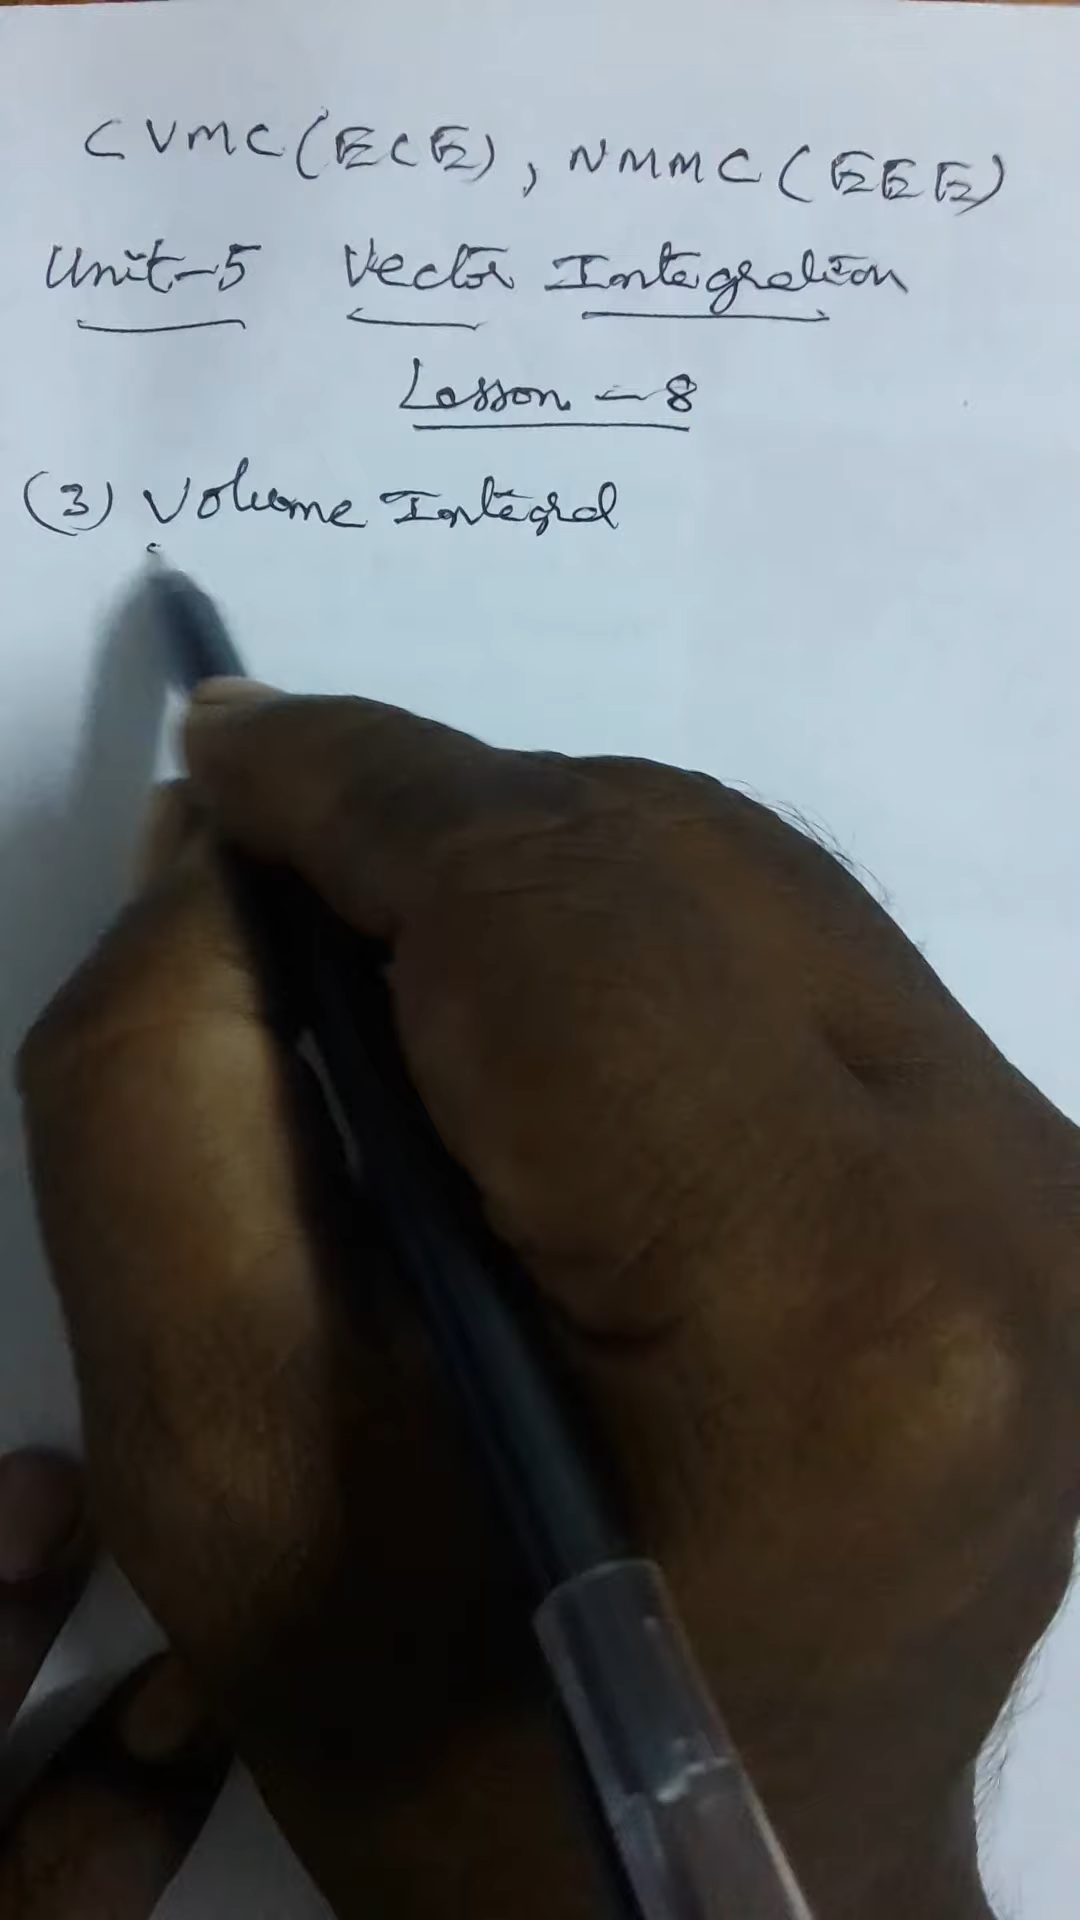 CVMC (ECE), NMMC (EEE)
Unit-5 Vector Integration
Lesson - 8
(3) Volume Integral